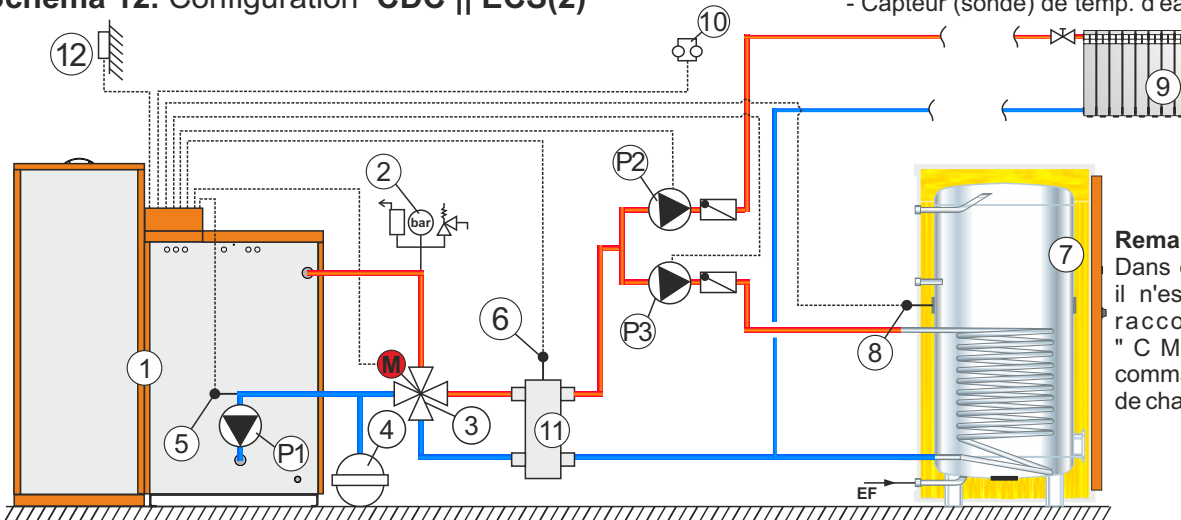 Schema 12: Configuration "CDC || ECS(2)"
- Capteur (sonde) de temp. d'ea
12
10
9
P2
2
bar
7
Rema
Dans
il n'es
racco
" C M
comma
de cha
6
P3
1
M
8
5
P1
4
3
11
EF